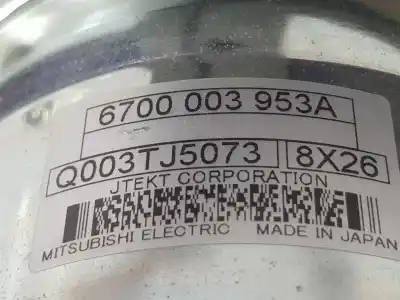 6700 003 953A
Q003TJ5073 8X26
JTEKT CORPORATION
MITSUBISHI ELECTRIC MADE IN JAPAN